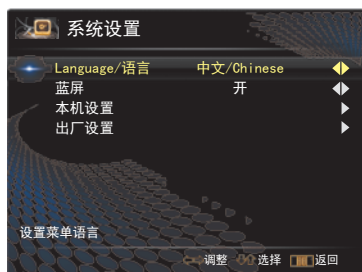 系统设置
Language/语言 中文/Chinese
蓝屏 开
本机设置
出厂设置
设置菜单语言
调整 选择 返回